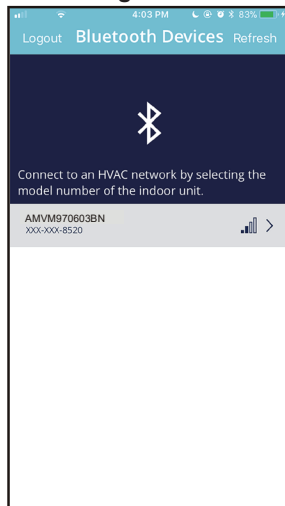 4:03 PM 83%
Logout Bluetooth Devices Refresh
Connect to an HVAC network by selecting the
model number of the indoor unit.
AMVM970603BN
XXX-XXX-8520